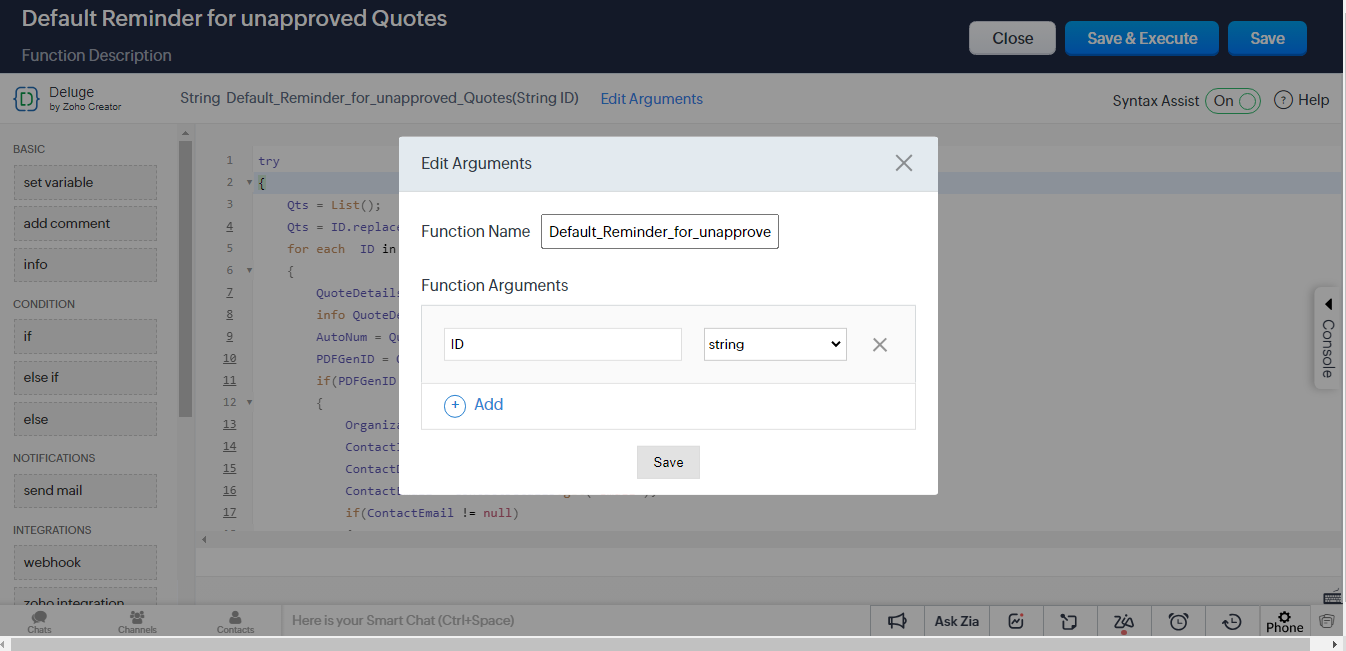 Default Reminder for unapproved Quotes
Function Description
Close
Save & Execute
Save
Deluge
by Zoho Creator
String Default_Reminder_for_unapproved_Quotes(String ID)
Edit Arguments
Syntax Assist
On
? Help
BASIC
set variable
add comment
info
CONDITION
if
else if
else
NOTIFICATIONS
send mail
INTEGRATIONS
webhook
zoho integration
1 try
2 {
3 Qts = List();
4 Qts = ID.replace
5 for each ID in
6 {
7 QuoteDetails
8 info QuoteDe
9 AutoNum = Qu
10 PDFGenID =
11 if(PDFGenID
12 {
13 Organiza
14
15
16
17 if(ContactEmail != null)
Edit Arguments
Function Name
Default_Reminder_for_unapprove
Function Arguments
ID
string
+ Add
Save
Console
Chats
Channels
Contacts
Here is your Smart Chat (Ctrl+Space)
Ask Zia
Phone